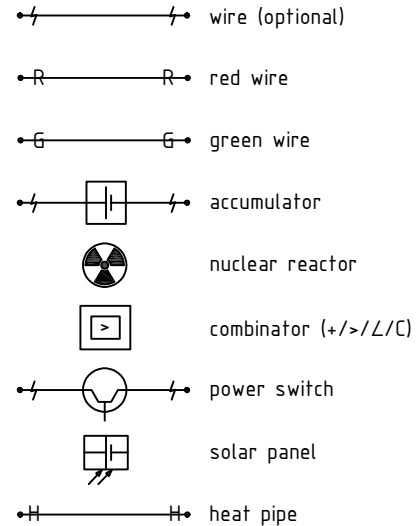 wire (optional)
R R red wire
G G green wire
accumulator
nuclear reactor
> combinator (+/>/∠/C)
power switch
solar panel
H H heat pipe